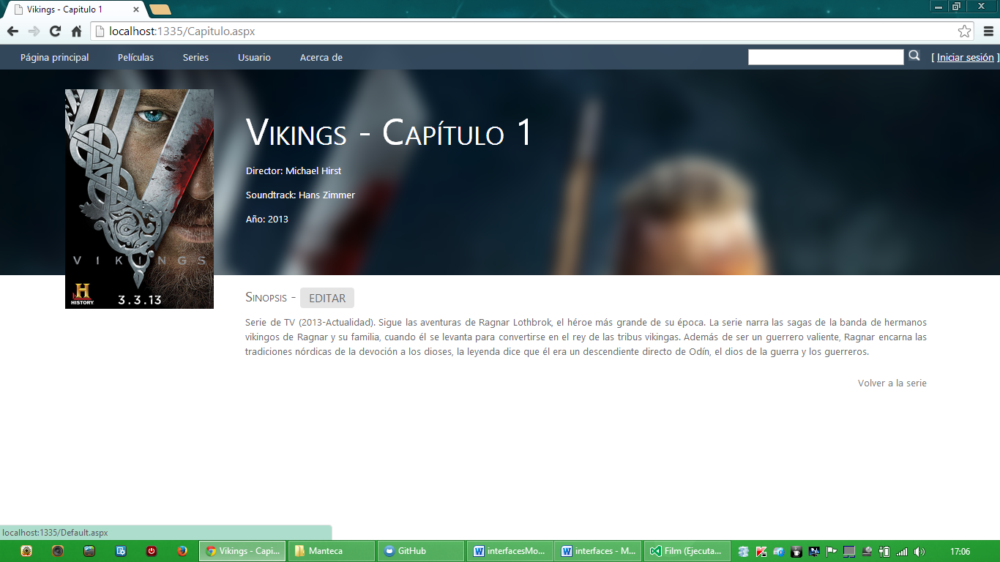 Vikings - Capitulo 1
localhost:1335/Capitulo.aspx
Página principal Películas Series Usuario Acerca de [ Iniciar sesión ]
VIKINGS
H
HISTORY
3.3.13
Vikings - Capítulo 1
Director: Michael Hirst
Soundtrack: Hans Zimmer
Año: 2013
Sinopsis - EDITAR
Serie de TV (2013-Actualidad). Sigue las aventuras de Ragnar Lothbrok, el héroe más grande de su época. La serie narra las sagas de la banda de hermanos
vikingos de Ragnar y su familia, cuando él se levanta para convertirse en el rey de las tribus vikingas. Además de ser un guerrero valiente, Ragnar encarna las
tradiciones nórdicas de la devoción a los dioses, la leyenda dice que él era un descendiente directo de Odín, el dios de la guerra y los guerreros.
Volver a la serie
localhost:1335/Default.aspx
Vikings - Capi... Manteca GitHub interfacesMo... interfaces - M... Film (Ejecuta... 17:06